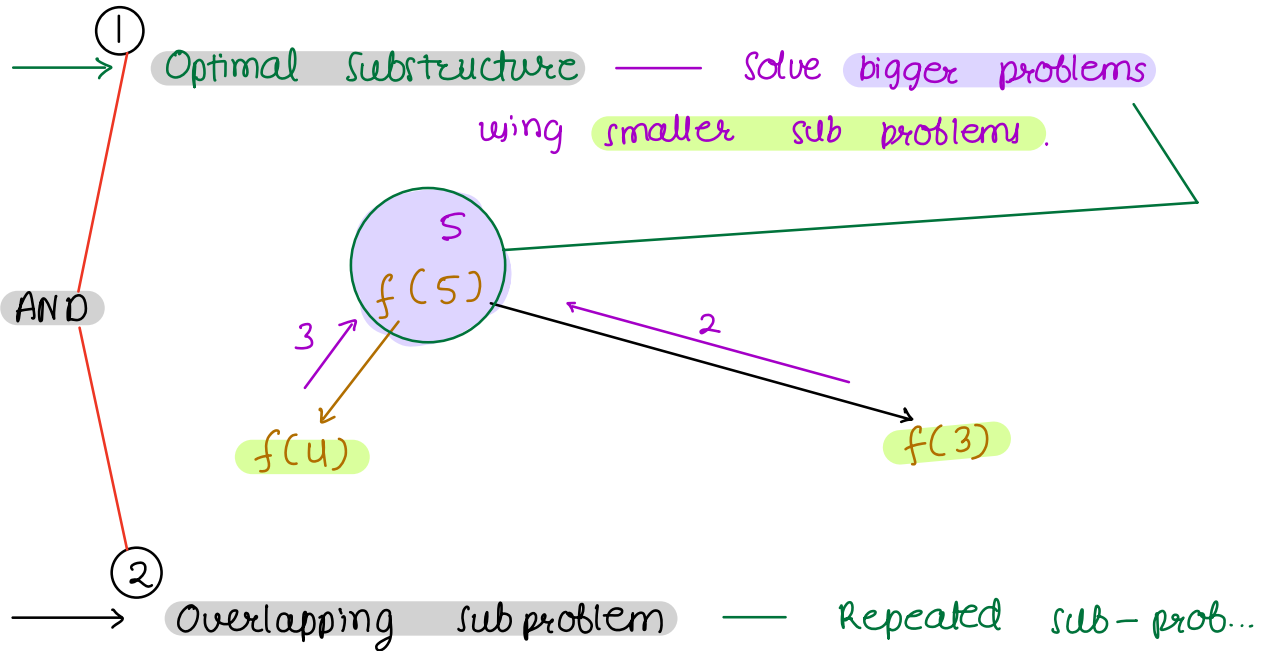 1
Optimal substructure — solve bigger problems
using smaller sub problems.
5
f(5)
AND
3
2
f(4)
f(3)
2
Overlapping subproblem — Repeated sub-prob...